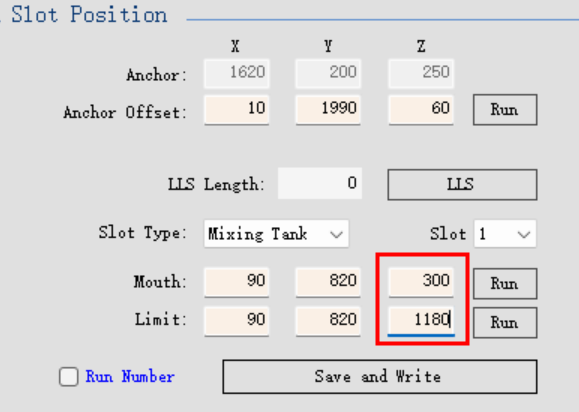 Slot Position
X Y Z
Anchor: 1620 200 250
Anchor Offset: 10 1990 60 Run
LLS Length: 0 LLS
Slot Type: Mixing Tank Slot 1
Mouth: 90 820 300 Run
Limit: 90 820 1180 Run
Run Number Save and Write